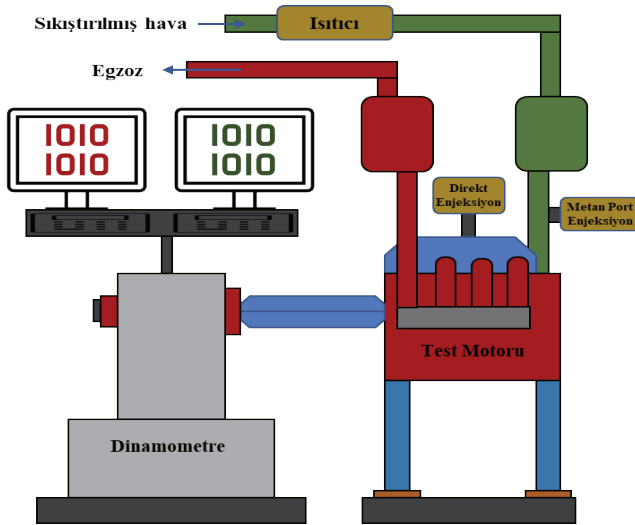 Sıkıştırılmış hava
Isıtıcı
Egzoz
1010
1010
1010
1010
Direkt
Enjeksiyon
Metan Port
Enjeksiyon
Test Motoru
Dinamometre